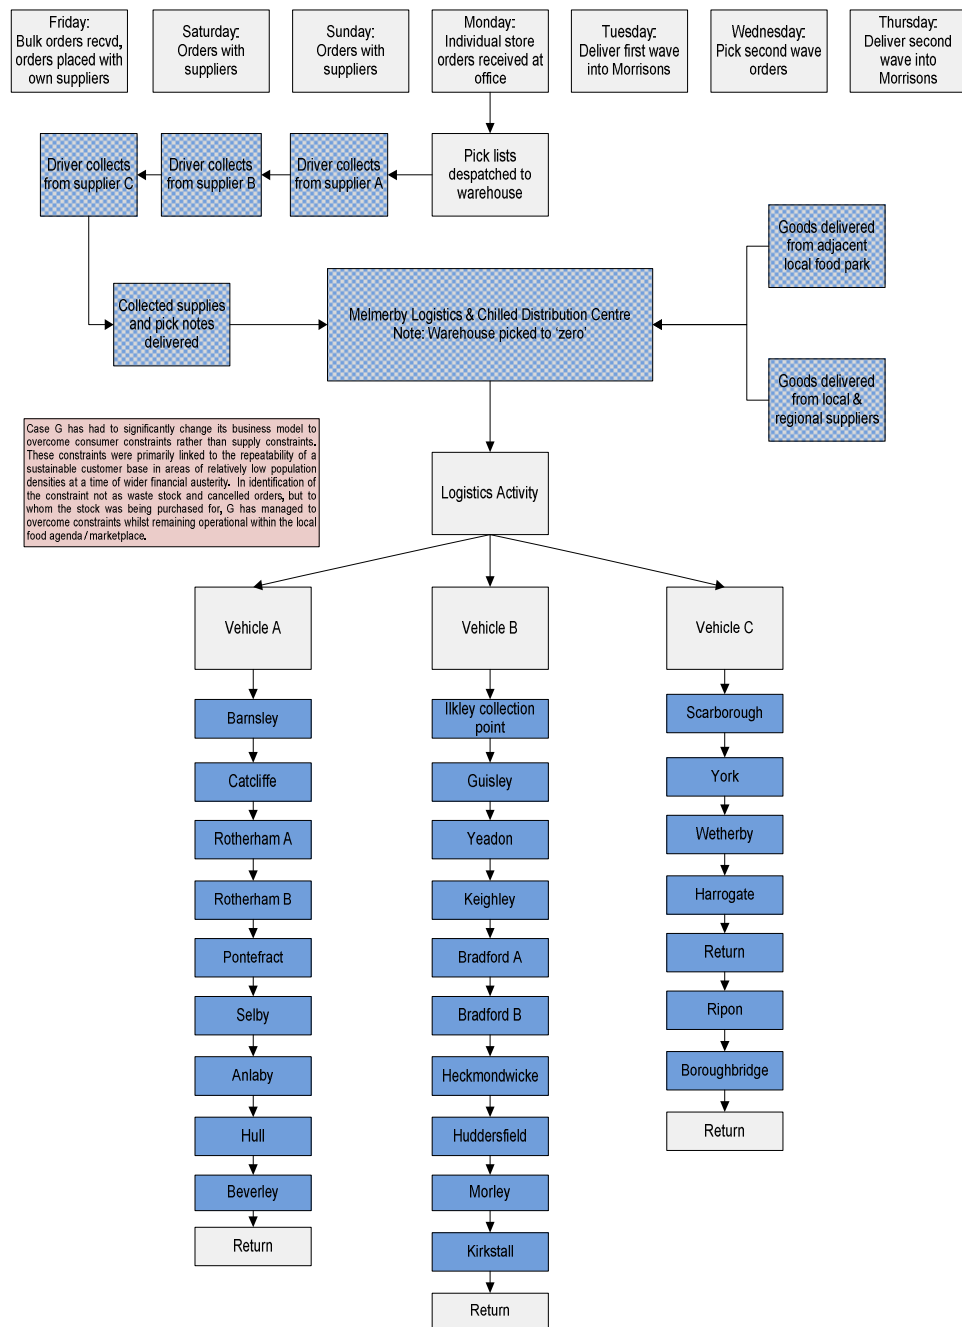 Friday:
Bulk orders recvd,
orders placed with
own suppliers
Saturday:
Orders with
suppliers
Sunday:
Orders with
suppliers
Monday:
Individual store
orders received at
office
Tuesday:
Deliver first wave
into Morrisons
Wednesday:
Pick second wave
orders
Thursday:
Deliver second
wave into
Morrisons
Driver collects
from supplier C
Driver collects
from supplier B
Driver collects
from supplier A
Pick lists
despatched to
warehouse
Goods delivered
from adjacent
local food park
Collected supplies
and pick notes
delivered
Melmerby Logistics & Chilled Distribution Centre
Note: Warehouse picked to ‘zero’
Goods delivered
from local &
regional suppliers
Case G has had to significantly change its business model to
overcome consumer constraints rather than supply constraints.
These constraints were primarily linked to the repeatability of a
sustainable customer base in areas of relatively low population
densities at a time of wider financial austerity. In identification
of the constraint not as waste stock and cancelled orders, but to
whom the stock was being purchased for, G has managed to
overcome constraints whilst remaining operational within the local
food agenda / marketplace.
Logistics Activity
Vehicle A
Vehicle B
Vehicle C
Barnsley
Catcliffe
Rotherham A
Rotherham B
Pontefract
Selby
Anlaby
Hull
Beverley
Return
Ilkley collection
point
Guisley
Yeadon
Keighley
Bradford A
Bradford B
Heckmondwicke
Huddersfield
Morley
Kirkstall
Return
Scarborough
York
Wetherby
Harrogate
Return
Ripon
Boroughbridge
Return